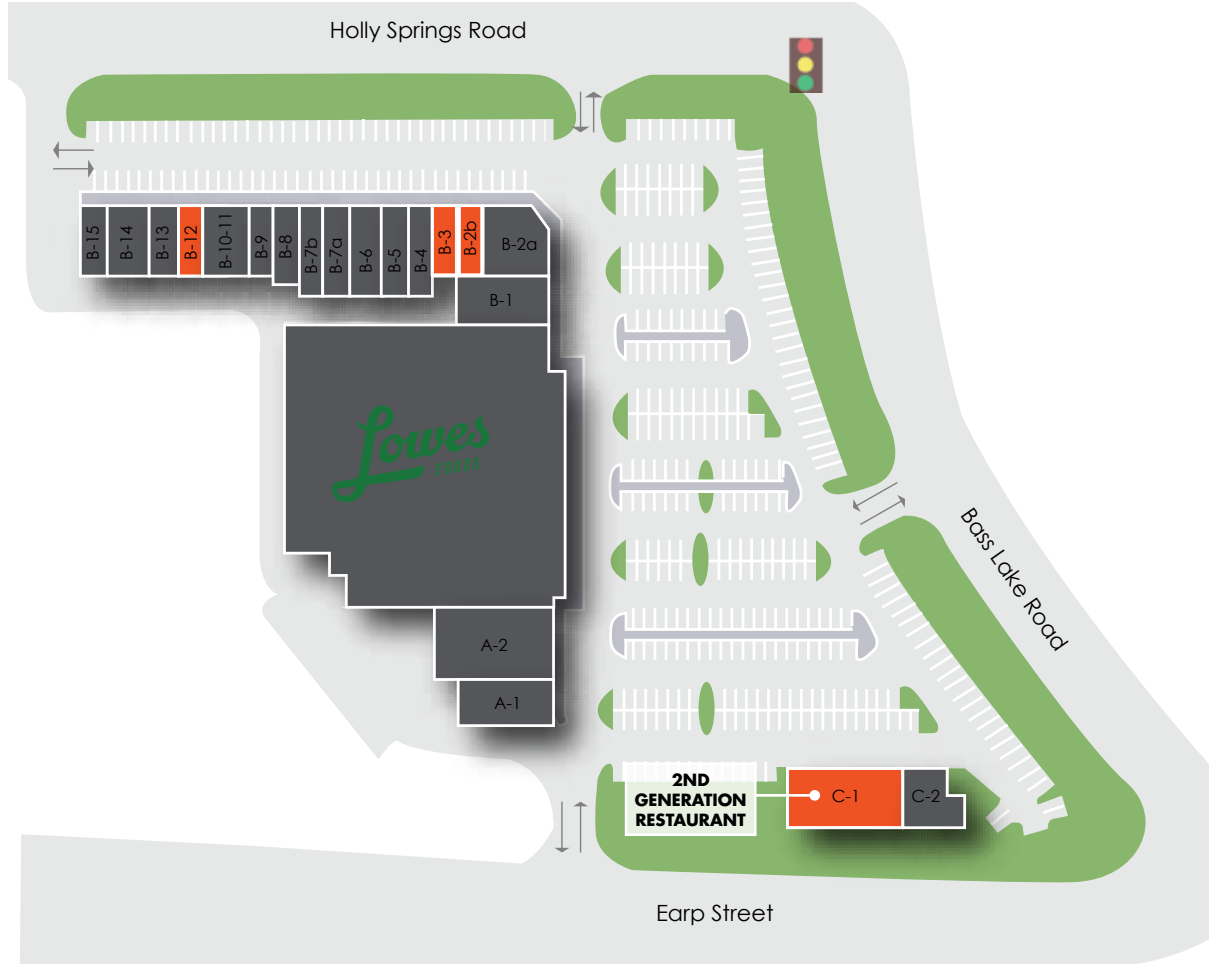 Holly Springs Road
B-15
B-14
B-13
B-12
B-10-11
B-9
B-8
B-7b
B-7a
B-6
B-5
B-4
B-3
B-2b
B-2a
B-1
Lowes
FOODS
Bass Lake Road
A-2
A-1
2ND
GENERATION
RESTAURANT
C-1
C-2
Earp Street